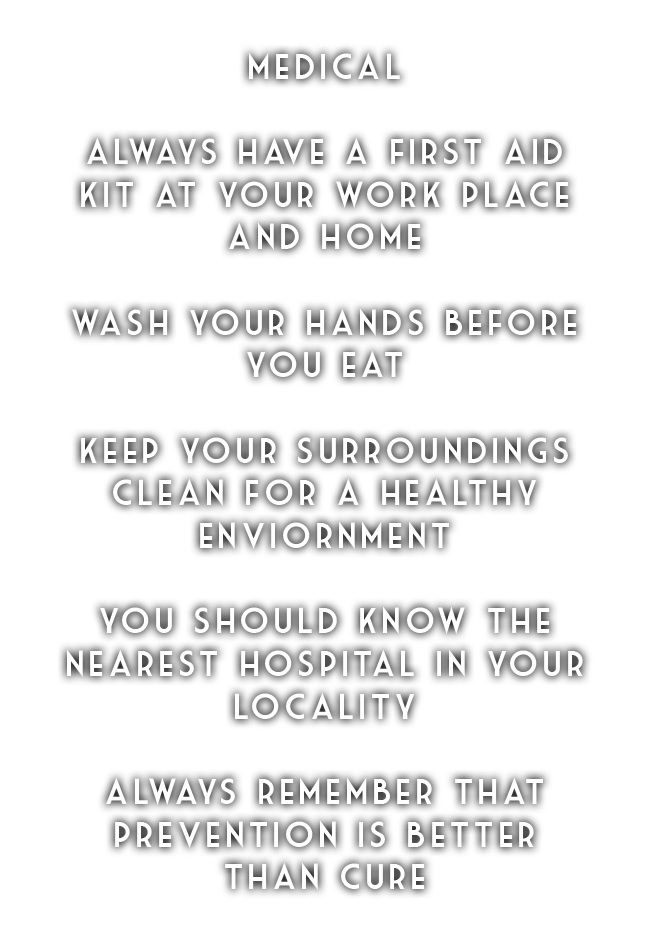 MEDICAL
ALWAYS HAVE A FIRST AID
KIT AT YOUR WORK PLACE
AND HOME
WASH YOUR HANDS BEFORE
YOU EAT
KEEP YOUR SURROUNDINGS
CLEAN FOR A HEALTHY
ENVIORNMENT
YOU SHOULD KNOW THE
NEAREST HOSPITAL IN YOUR
LOCALITY
ALWAYS REMEMBER THAT
PREVENTION IS BETTER
THAN CURE